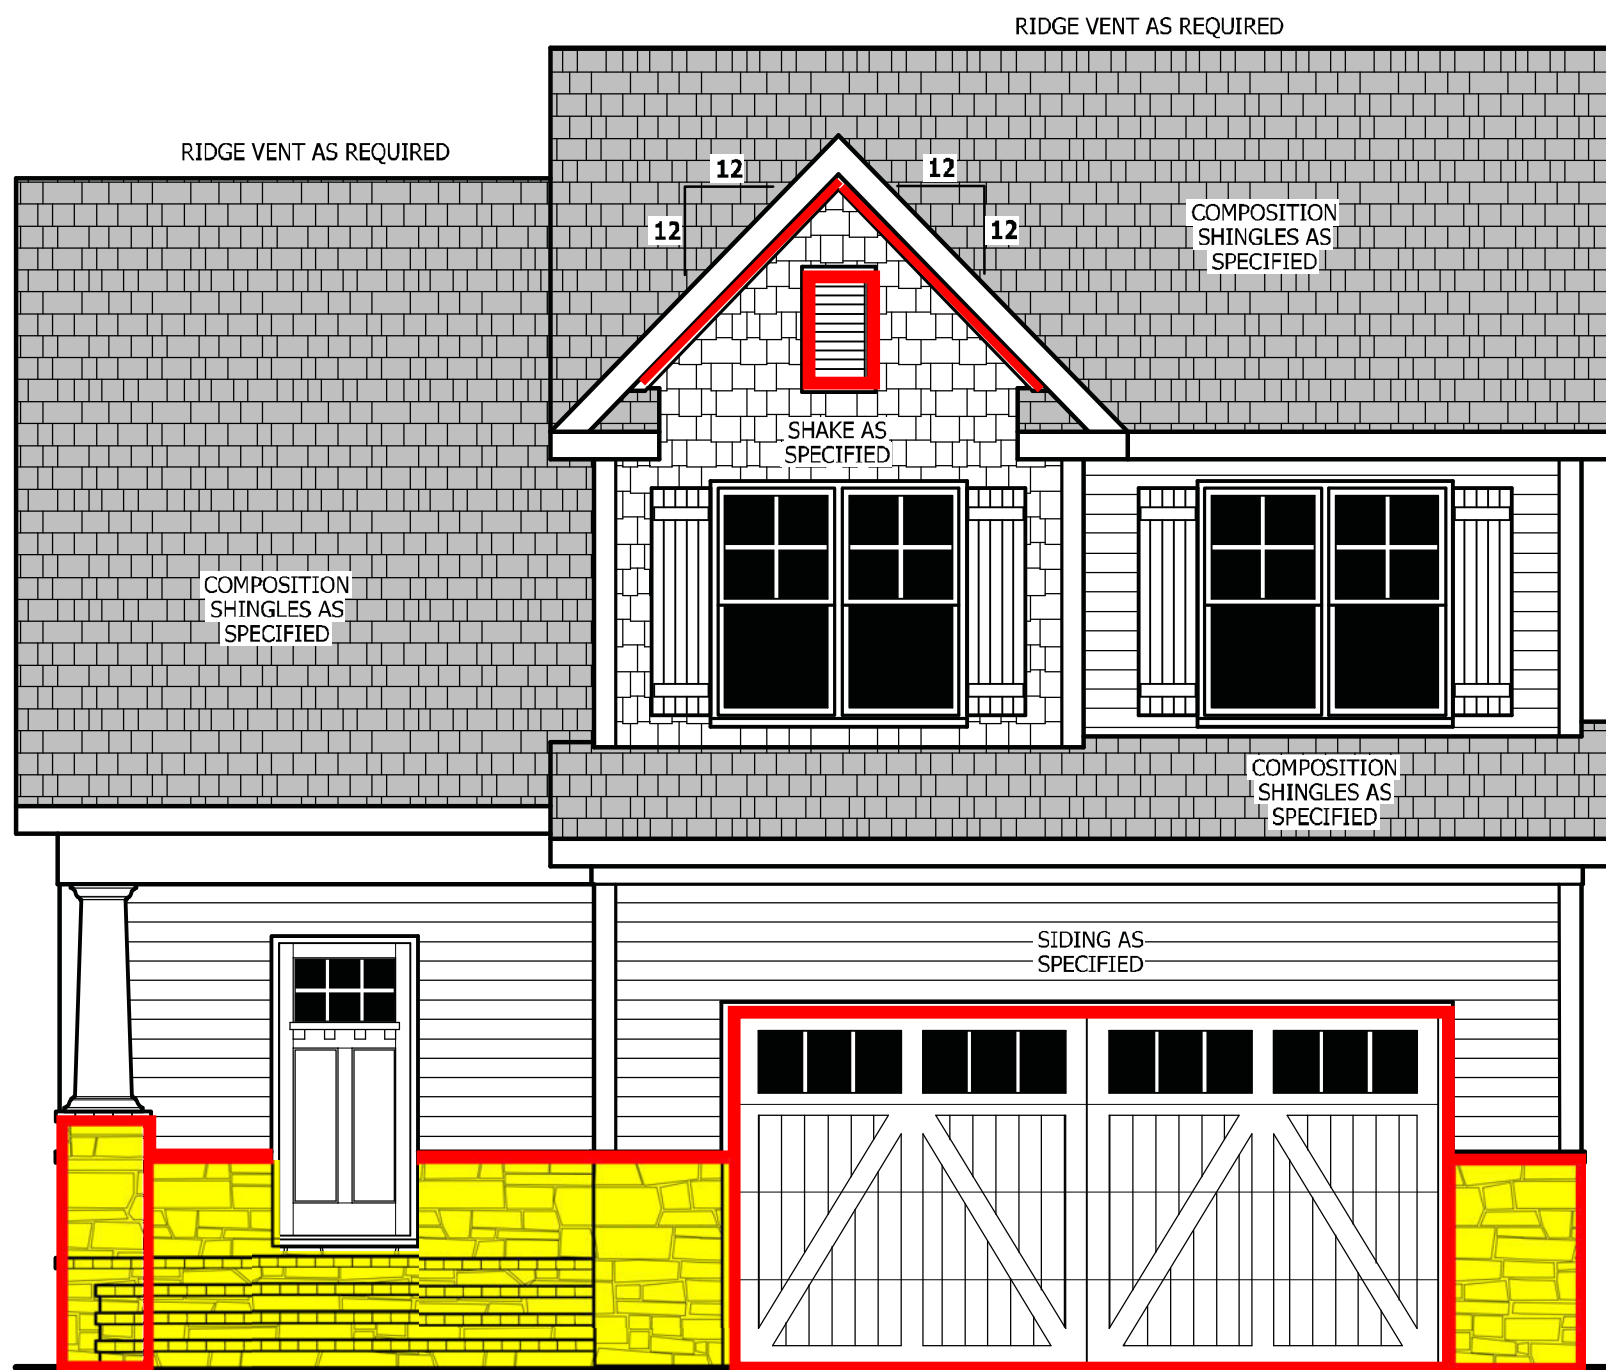 RIDGE VENT AS REQUIRED
RIDGE VENT AS REQUIRED
12
12
12
12
COMPOSITION
SHINGLES AS
SPECIFIED
SHAKE AS
SPECIFIED
COMPOSITION
SHINGLES AS
SPECIFIED
COMPOSITION
SHINGLES AS
SPECIFIED
SIDING AS
SPECIFIED